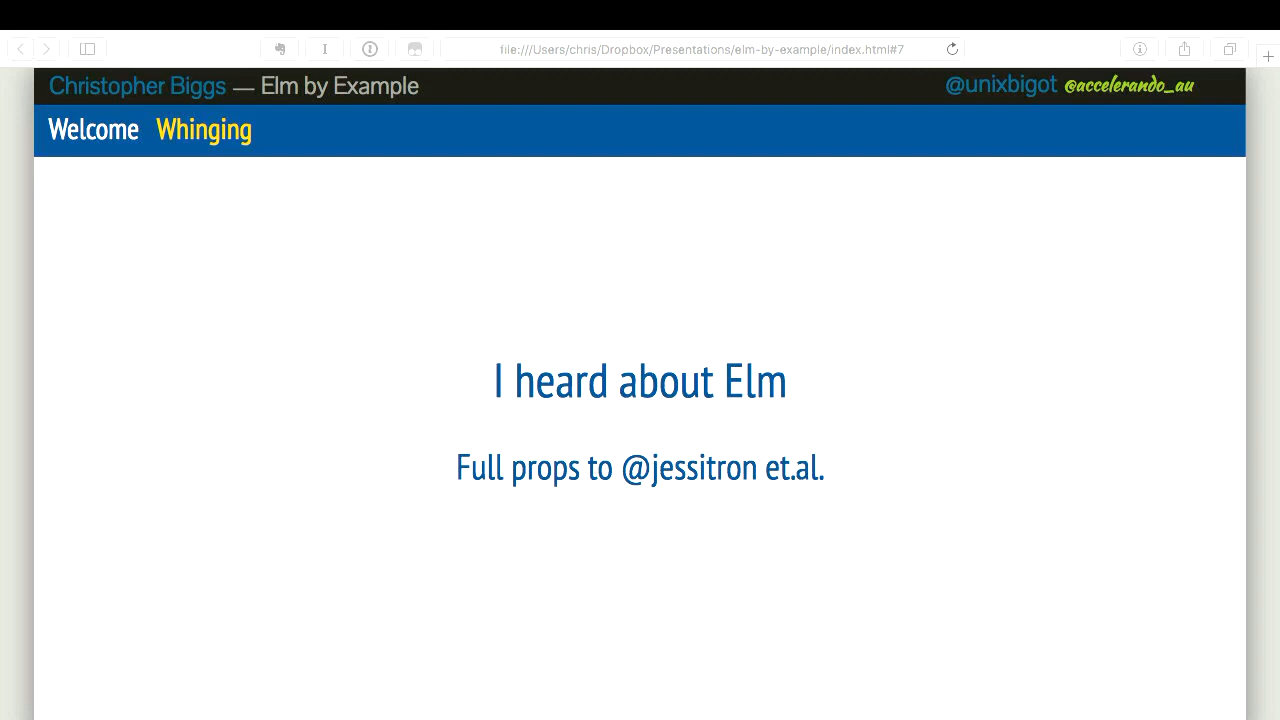 file:///Users/chris/Dropbox/Presentations/elm-by-example/index.html#7
Christopher Biggs — Elm by Example @unixbigot @accelerando_au
Welcome Whinging
I heard about Elm
Full props to @jessitron et.al.